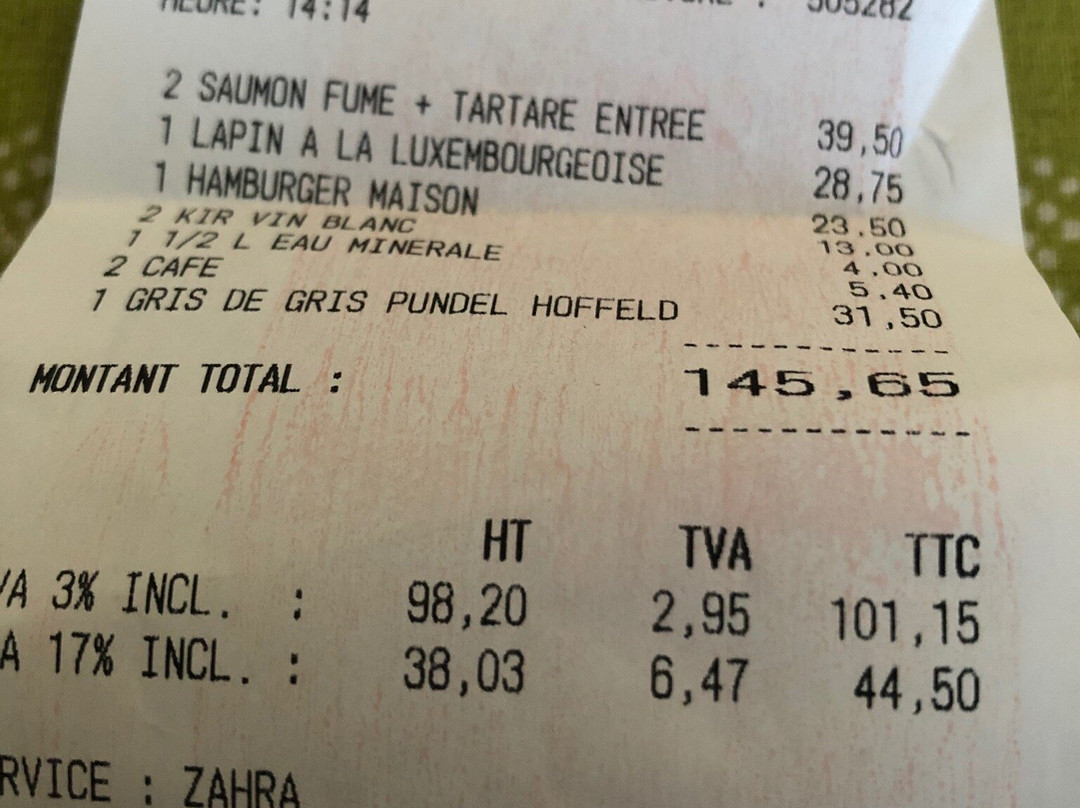 HEURE: 14:14 : 505282
2 SAUMON FUME + TARTARE ENTREE 39,50
1 LAPIN A LA LUXEMBOURGEOISE 28,75
1 HAMBURGER MAISON 23,50
2 KIR VIN BLANC 13,00
1 1/2 L EAU MINERALE 4,00
2 CAFE 5,40
1 GRIS DE GRIS PUNDEL HOFFELD 31,50
------------
MONTANT TOTAL : 145,65
------------
HT TVA TTC
VA 3% INCL. : 98,20 2,95 101,15
A 17% INCL. : 38,03 6,47 44,50
RVICE : ZAHRA